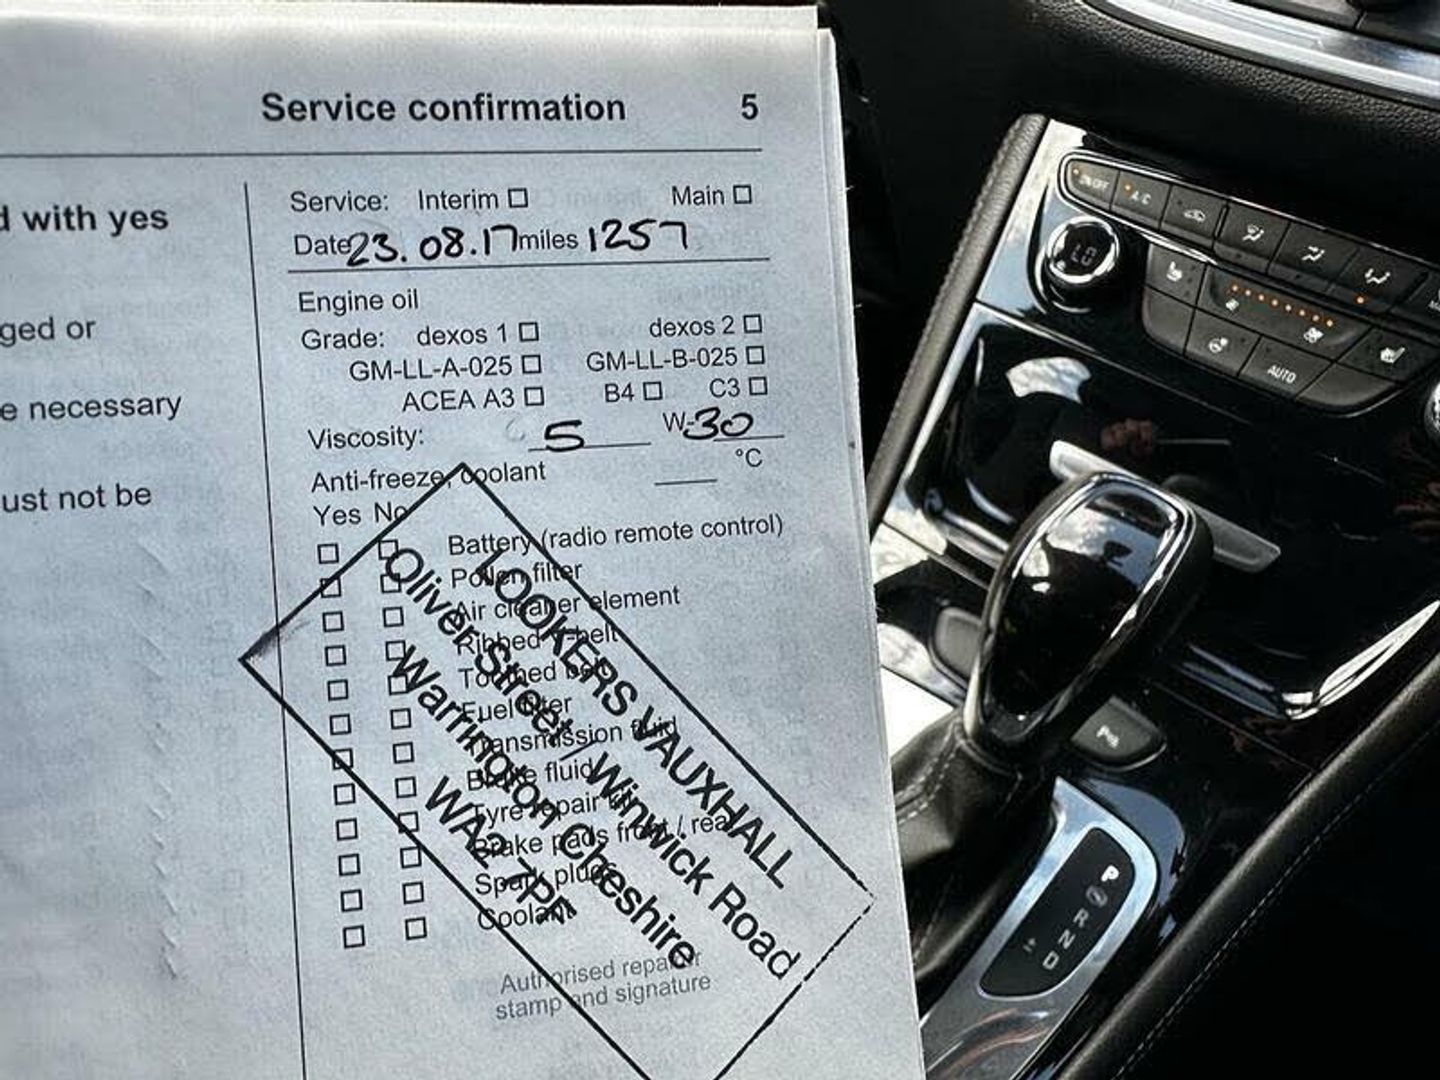 Service confirmation 5
d with yes
ged or
e necessary
ust not be
Service: Interim Main
Date 23.08.17 miles 1257
Engine oil
Grade: dexos 1 dexos 2
GM-LL-A-025 GM-LL-B-025
ACEA A3 B4 C3
Viscosity: 5 W-30
Anti-freeze, coolant °C
Yes No
Battery (radio remote control)
Pollen filter
Air cleaner element
Ribbed V-belt
Toothed belt
Fuel filter
Transmission fluid
Brake fluid
Tyre repair kit
Brake pads front / rear
Spark plugs
Coolant
Authorised repairer
stamp and signature
LOOKERS VAUXHALL
Oliver Street / Winwick Road
Warrington Cheshire
WA2 7PF
ON/OFF
A/C
LO
AUTO
P
R
N
D